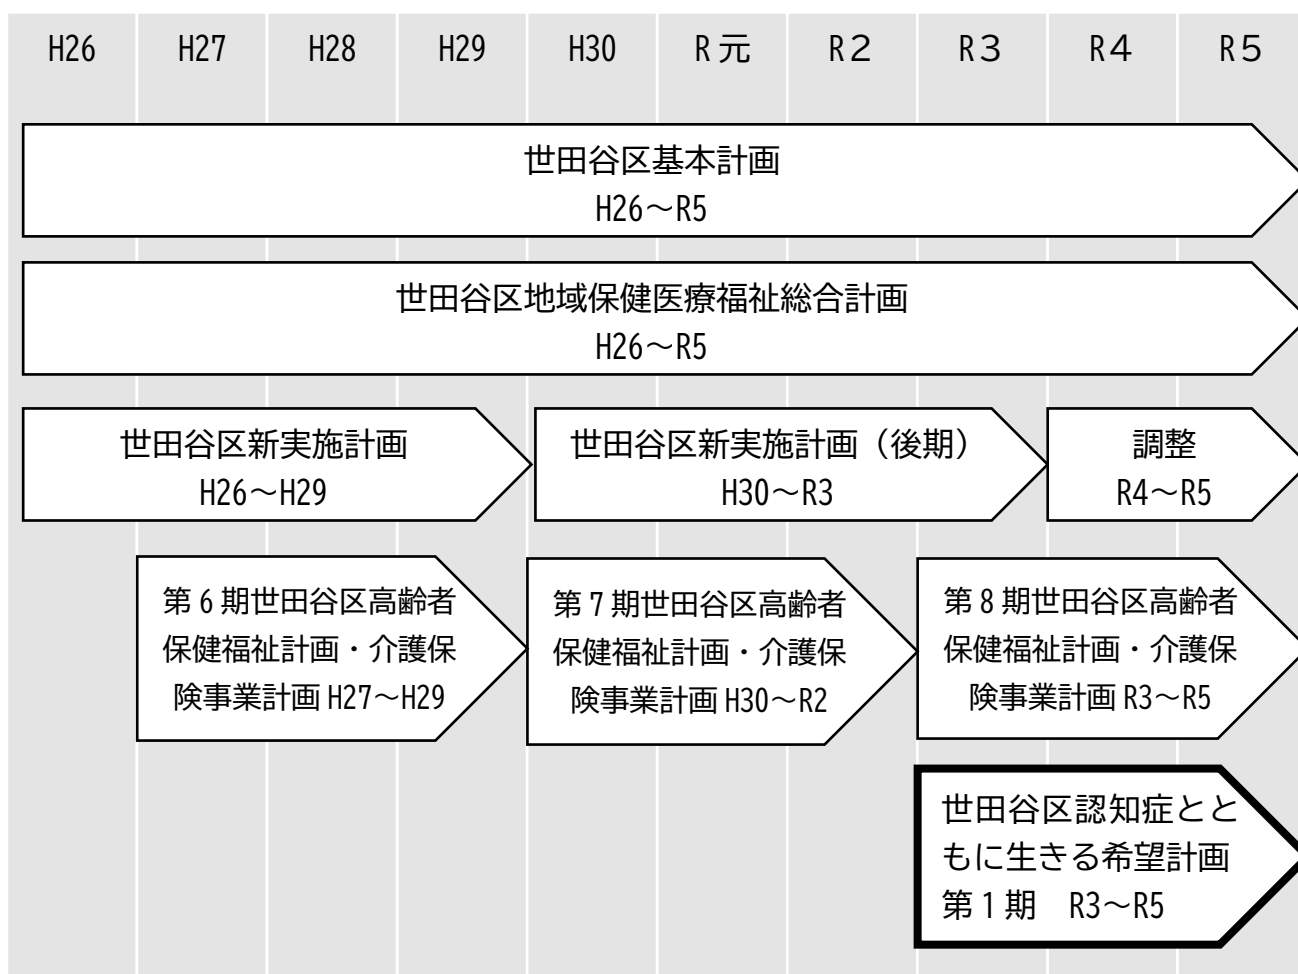 H26 H27 H28 H29 H30 R元 R２ R３ R４ R５
世田谷区基本計画
H26～R5
世田谷区地域保健医療福祉総合計画
H26～R5
世田谷区新実施計画
H26～H29
世田谷区新実施計画（後期）
H30～R3
調整
R4～R5
第６期世田谷区高齢者
保健福祉計画・介護保
険事業計画 H27～H29
第７期世田谷区高齢者
保健福祉計画・介護保
険事業計画 H30～R2
第８期世田谷区高齢者
保健福祉計画・介護保
険事業計画 R3～R5
世田谷区認知症とと
もに生きる希望計画
第１期　R3～R5